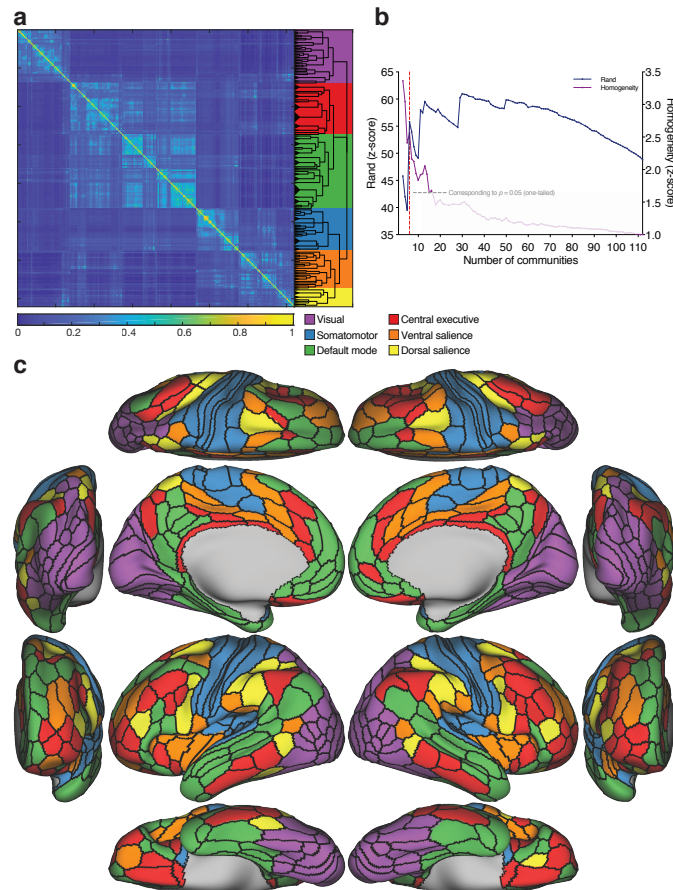 a
b
65
60
55
50
45
40
35
Rand (z-score)
3.5
3.0
2.5
2.0
1.5
1.0
Homogeneity (z-score)
Rand
Homogeneity
Corresponding to p = 0.05 (one-tailed)
10 20 30 40 50 60 70 80 90 100 110
Number of communities
0 0.2 0.4 0.6 0.8 1
Visual
Central executive
Somatomotor
Ventral salience
Default mode
Dorsal salience
c